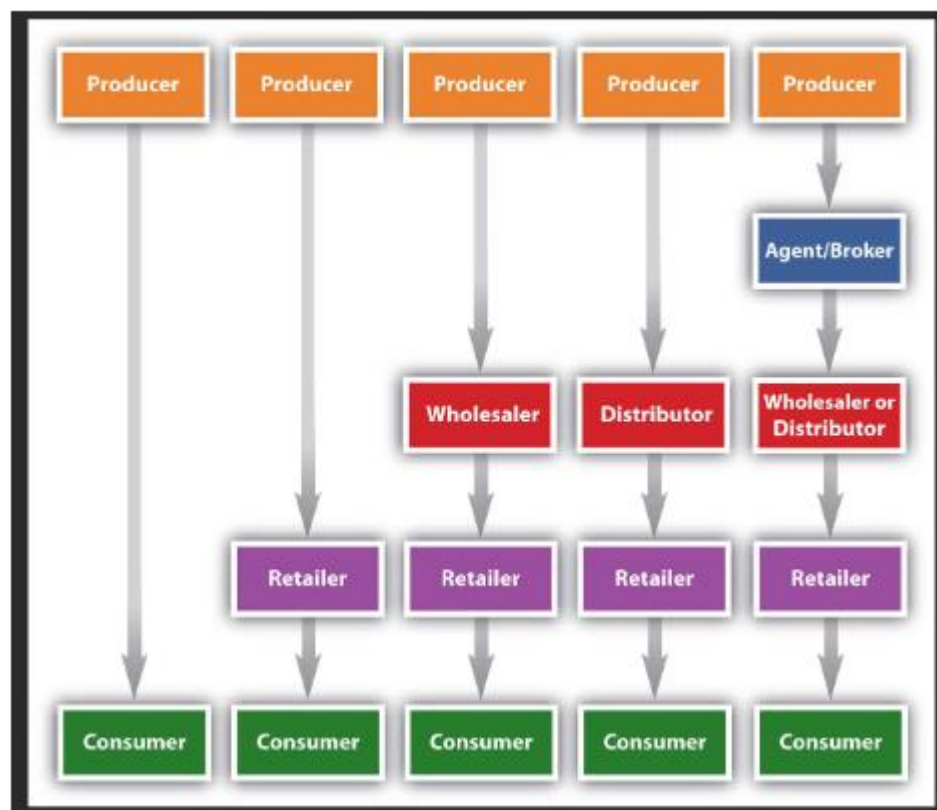 Producer
Producer
Producer
Producer
Producer
Agent/Broker
Wholesaler
Distributor
Wholesaler or
Distributor
Retailer
Retailer
Retailer
Retailer
Consumer
Consumer
Consumer
Consumer
Consumer